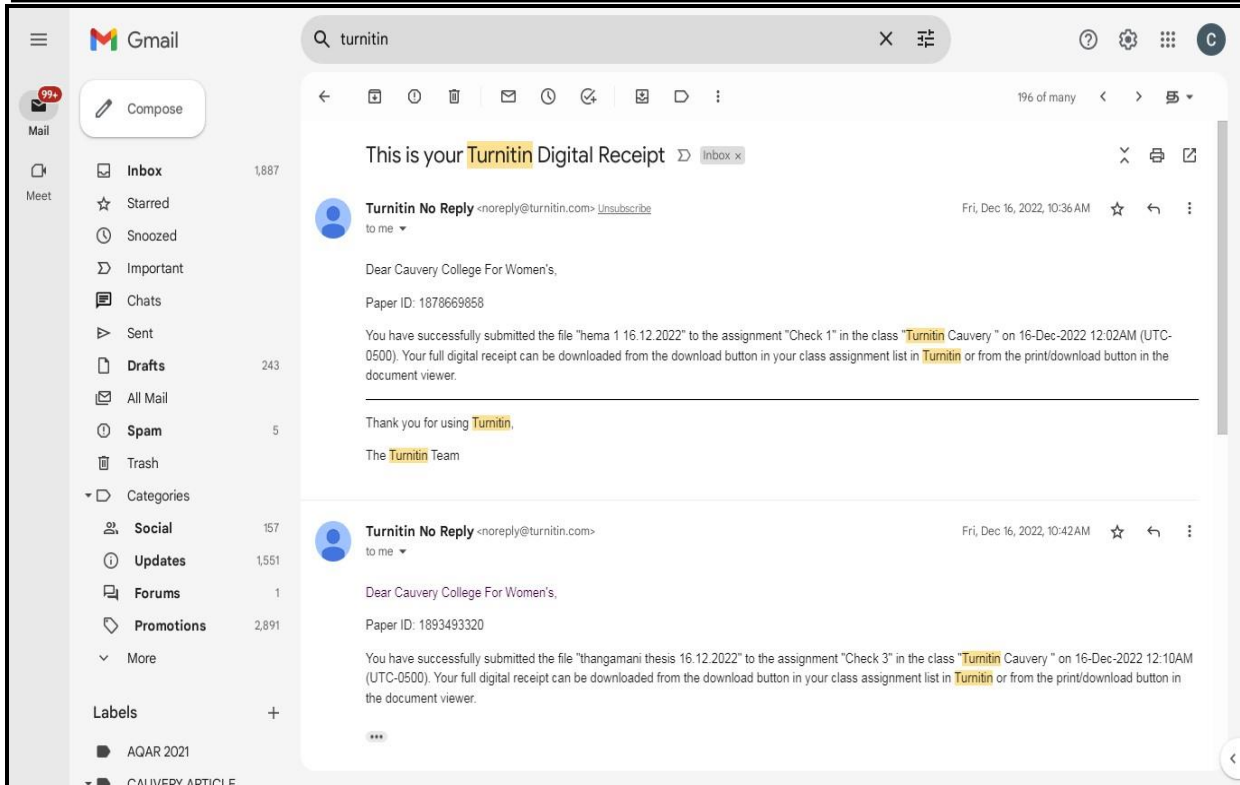 Gmail
turnitin
C
99+
Mail
Meet
Compose
196 of many
Inbox 1,887
Starred
Snoozed
Important
Chats
Sent
Drafts 243
All Mail
Spam 5
Trash
Categories
Social 157
Updates 1,551
Forums 1
Promotions 2,891
More
Labels
AQAR 2021
CAUVERY ARTICLE
This is your Turnitin Digital Receipt Inbox x
Turnitin No Reply <noreply@turnitin.com> Unsubscribe Fri, Dec 16, 2022, 10:36 AM
to me
Dear Cauvery College For Women's,
Paper ID: 1878669858
You have successfully submitted the file "hema 1 16.12.2022" to the assignment "Check 1" in the class "Turnitin Cauvery " on 16-Dec-2022 12:02AM (UTC-
0500). Your full digital receipt can be downloaded from the download button in your class assignment list in Turnitin or from the print/download button in the
document viewer.
Thank you for using Turnitin,
The Turnitin Team
Turnitin No Reply <noreply@turnitin.com> Fri, Dec 16, 2022, 10:42 AM
to me
Dear Cauvery College For Women's,
Paper ID: 1893493320
You have successfully submitted the file "thangamani thesis 16.12.2022" to the assignment "Check 3" in the class "Turnitin Cauvery " on 16-Dec-2022 12:10AM
(UTC-0500). Your full digital receipt can be downloaded from the download button in your class assignment list in Turnitin or from the print/download button in
the document viewer.